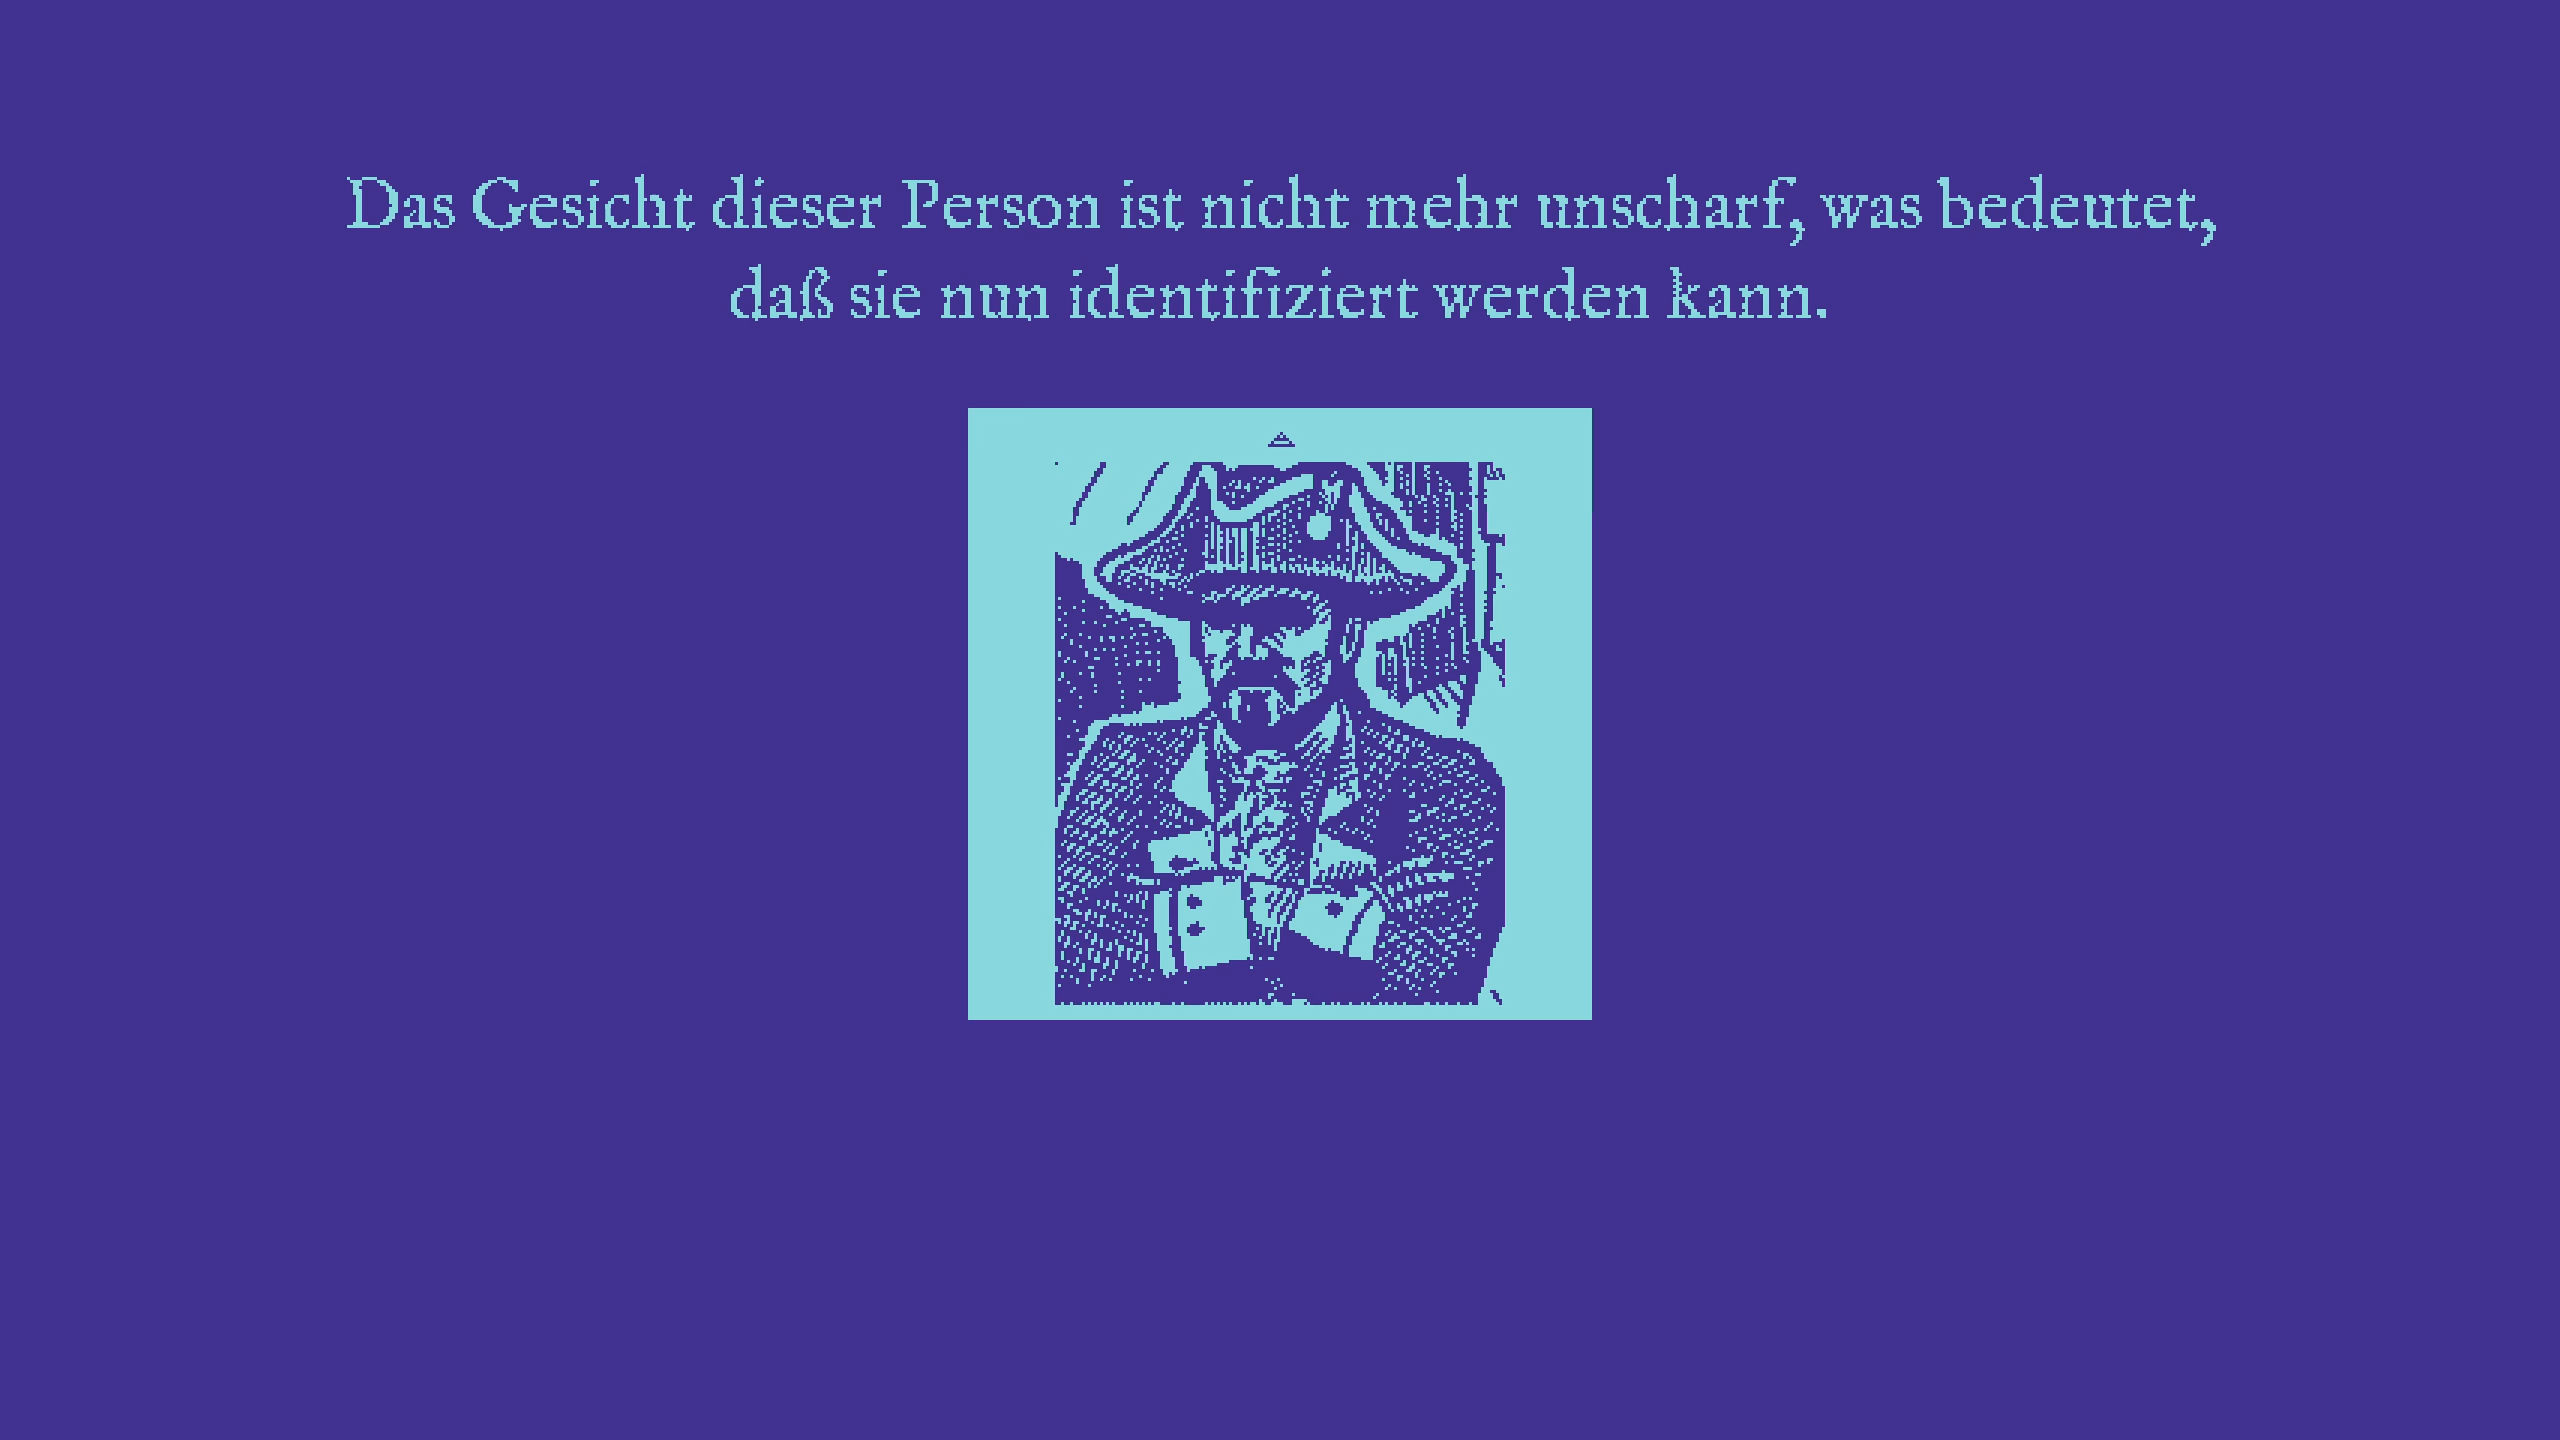 Das Gesicht dieser Person ist nicht mehr unscharf, was bedeutet,
daß sie nun identifiziert werden kann.